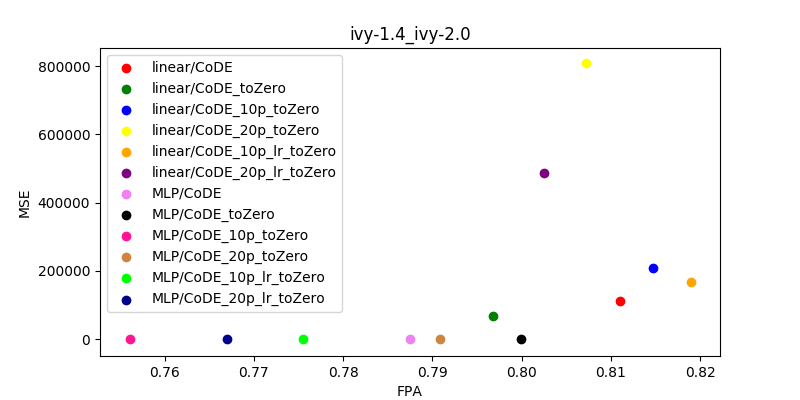 ivy-1.4_ivy-2.0
linear/CoDE
linear/CoDE_toZero
linear/CoDE_10p_toZero
linear/CoDE_20p_toZero
linear/CoDE_10p_lr_toZero
linear/CoDE_20p_lr_toZero
MLP/CoDE
MLP/CoDE_toZero
MLP/CoDE_10p_toZero
MLP/CoDE_20p_toZero
MLP/CoDE_10p_lr_toZero
MLP/CoDE_20p_lr_toZero
MSE
800000
600000
400000
200000
0
0.76 0.77 0.78 0.79 0.80 0.81 0.82
FPA